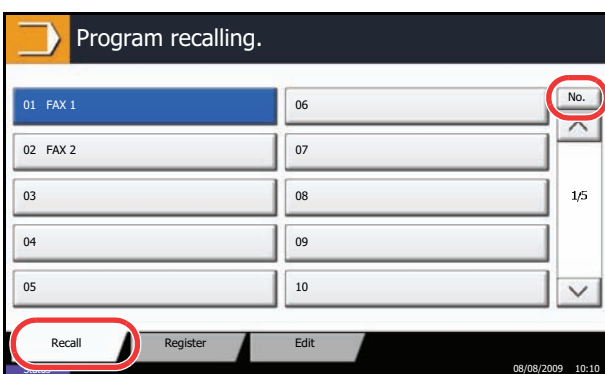 Program recalling.
No.
01 FAX 1
06
02 FAX 2
07
03
08
1/5
04
09
05
10
Recall
Register
Edit
Status
08/08/2009 10:10